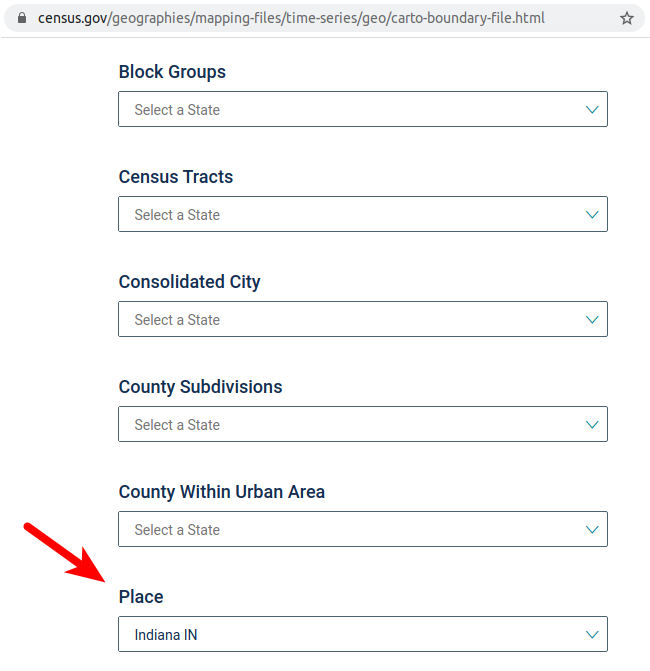 census.gov/geographies/mapping-files/time-series/geo/carto-boundary-file.html
Block Groups
Select a State
Census Tracts
Select a State
Consolidated City
Select a State
County Subdivisions
Select a State
County Within Urban Area
Select a State
Place
Indiana IN